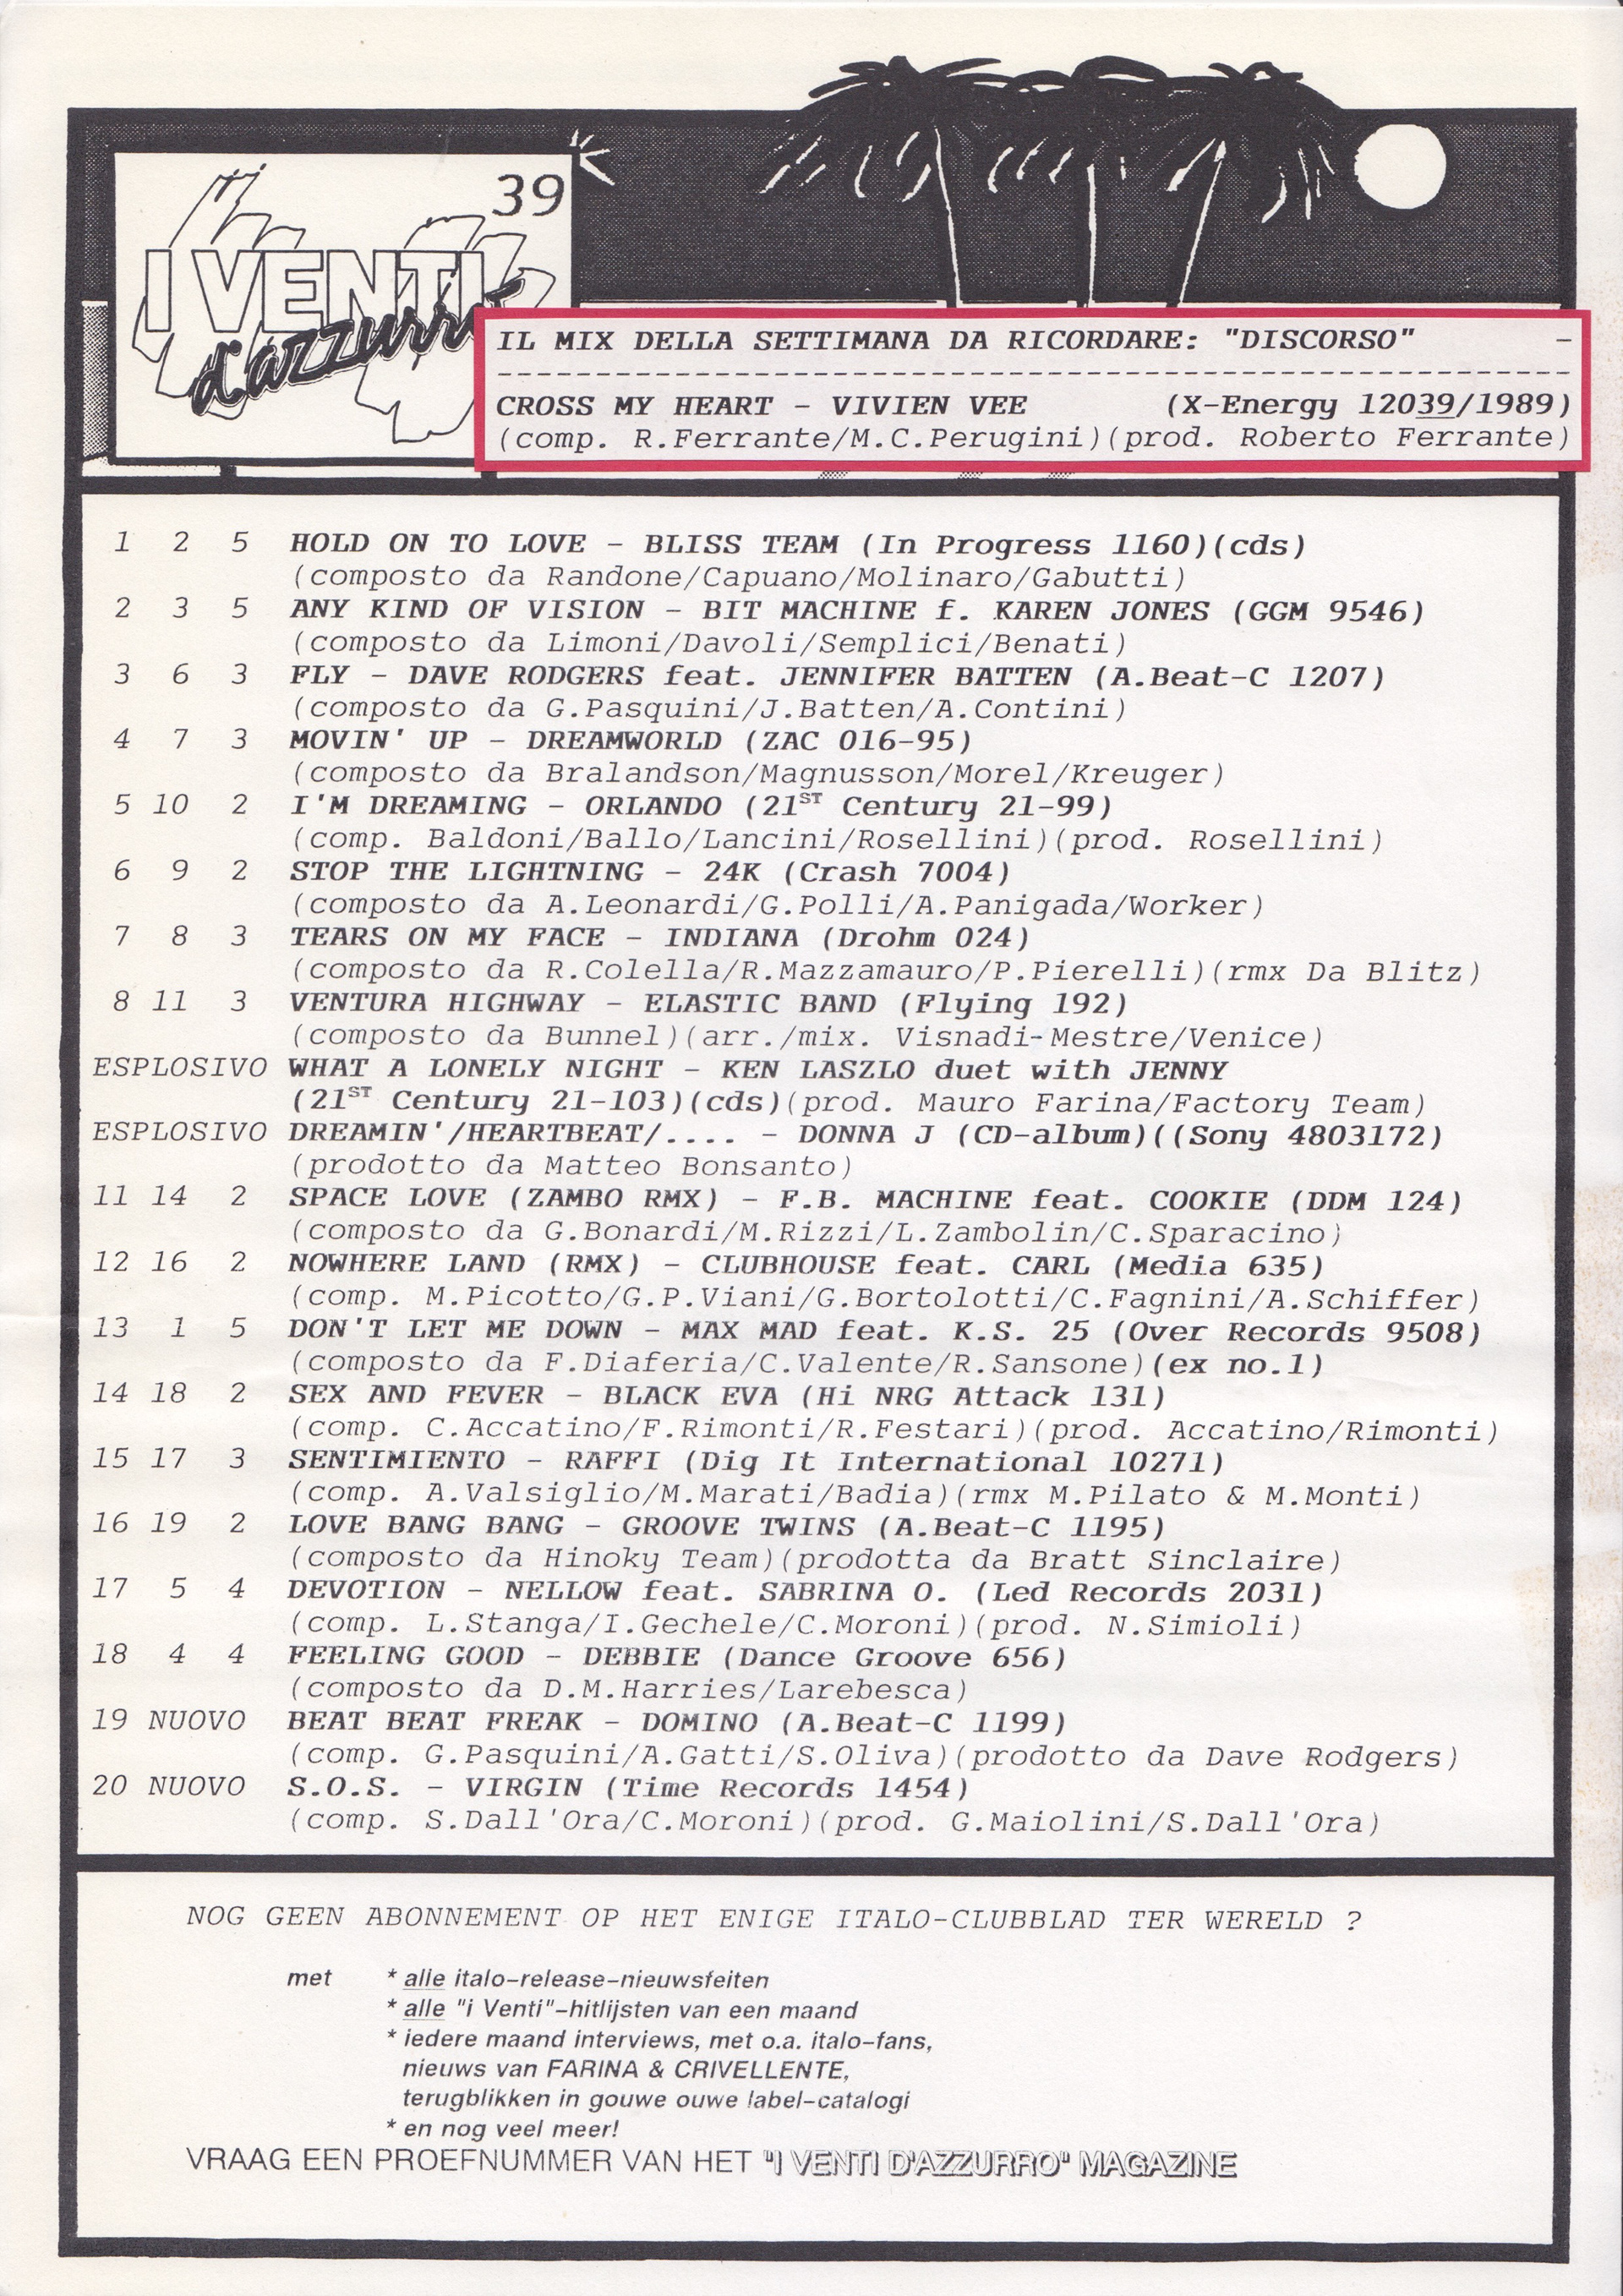 39
I VENTI
d'azzurro
IL MIX DELLA SETTIMANA DA RICORDARE: "DISCORSO" -
CROSS MY HEART - VIVIEN VEE (X-Energy 12039/1989)
(comp. R.Ferrante/M.C.Perugini)(prod. Roberto Ferrante)
1 2 5 HOLD ON TO LOVE - BLISS TEAM (In Progress 1160)(cds)
(composto da Randone/Capuano/Molinaro/Gabutti)
2 3 5 ANY KIND OF VISION - BIT MACHINE f. KAREN JONES (GGM 9546)
(composto da Limoni/Davoli/Semplici/Benati)
3 6 3 FLY - DAVE RODGERS feat. JENNIFER BATTEN (A.Beat-C 1207)
(composto da G.Pasquini/J.Batten/A.Contini)
4 7 3 MOVIN' UP - DREAMWORLD (ZAC 016-95)
(composto da Bralandson/Magnusson/Morel/Kreuger)
5 10 2 I'M DREAMING - ORLANDO (21ST Century 21-99)
(comp. Baldoni/Ballo/Lancini/Rosellini)(prod. Rosellini)
6 9 2 STOP THE LIGHTNING - 24K (Crash 7004)
(composto da A.Leonardi/G.Polli/A.Panigada/Worker)
7 8 3 TEARS ON MY FACE - INDIANA (Drohm 024)
(composto da R.Colella/R.Mazzamauro/P.Pierelli)(rmx Da Blitz)
8 11 3 VENTURA HIGHWAY - ELASTIC BAND (Flying 192)
(composto da Bunnel)(arr./mix. Visnadi-Mestre/Venice)
ESPLOSIVO WHAT A LONELY NIGHT - KEN LASZLO duet with JENNY
(21ST Century 21-103)(cds)(prod. Mauro Farina/Factory Team)
ESPLOSIVO DREAMIN'/HEARTBEAT/.... - DONNA J (CD-album)((Sony 4803172)
(prodotto da Matteo Bonsanto)
11 14 2 SPACE LOVE (ZAMBO RMX) - F.B. MACHINE feat. COOKIE (DDM 124)
(composto da G.Bonardi/M.Rizzi/L.Zambolin/C.Sparacino)
12 16 2 NOWHERE LAND (RMX) - CLUBHOUSE feat. CARL (Media 635)
(comp. M.Picotto/G.P.Viani/G.Bortolotti/C.Fagnini/A.Schiffer)
13 1 5 DON'T LET ME DOWN - MAX MAD feat. K.S. 25 (Over Records 9508)
(composto da F.Diaferia/C.Valente/R.Sansone)(ex no.1)
14 18 2 SEX AND FEVER - BLACK EVA (Hi NRG Attack 131)
(comp. C.Accatino/F.Rimonti/R.Festari)(prod. Accatino/Rimonti)
15 17 3 SENTIMIENTO - RAFFI (Dig It International 10271)
(comp. A.Valsiglio/M.Marati/Badia)(rmx M.Pilato & M.Monti)
16 19 2 LOVE BANG BANG - GROOVE TWINS (A.Beat-C 1195)
(composto da Hinoky Team)(prodotta da Bratt Sinclaire)
17 5 4 DEVOTION - NELLOW feat. SABRINA O. (Led Records 2031)
(comp. L.Stanga/I.Gechele/C.Moroni)(prod. N.Simioli)
18 4 4 FEELING GOOD - DEBBIE (Dance Groove 656)
(composto da D.M.Harries/Larebesca)
19 NUOVO BEAT BEAT FREAK - DOMINO (A.Beat-C 1199)
(comp. G.Pasquini/A.Gatti/S.Oliva)(prodotto da Dave Rodgers)
20 NUOVO S.O.S. - VIRGIN (Time Records 1454)
(comp. S.Dall'Ora/C.Moroni)(prod. G.Maiolini/S.Dall'Ora)
NOG GEEN ABONNEMENT OP HET ENIGE ITALO-CLUBBLAD TER WERELD ?
met * alle italo-release-nieuwsfeiten
* alle "i Venti"-hitlijsten van een maand
* iedere maand interviews, met o.a. italo-fans,
nieuws van FARINA & CRIVELLENTE,
terugblikken in gouwe ouwe label-catalogi
* en nog veel meer!
VRAAG EEN PROEFNUMMER VAN HET "I VENTI D'AZZURRO" MAGAZINE